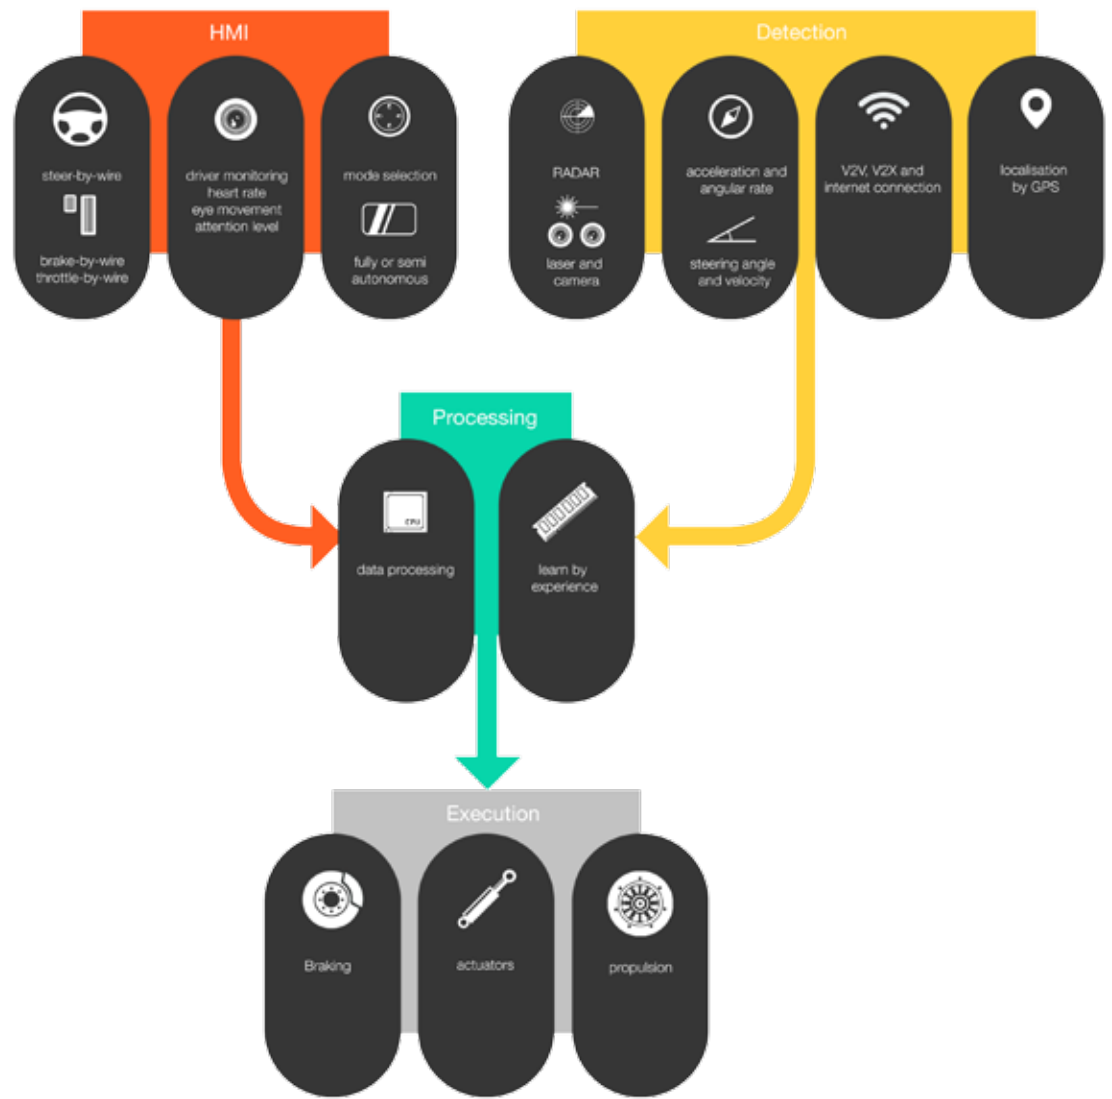 HMI
Detection
steer-by-wire
brake-by-wire
throttle-by-wire
driver monitoring
heart rate
eye movement
attention level
mode selection
fully or semi
autonomous
RADAR
laser and
camera
acceleration and
angular rate
steering angle
and velocity
V2V, V2X and
internet connection
localisation
by GPS
Processing
CPU
data processing
learn by
experience
Execution
Braking
actuators
propulsion